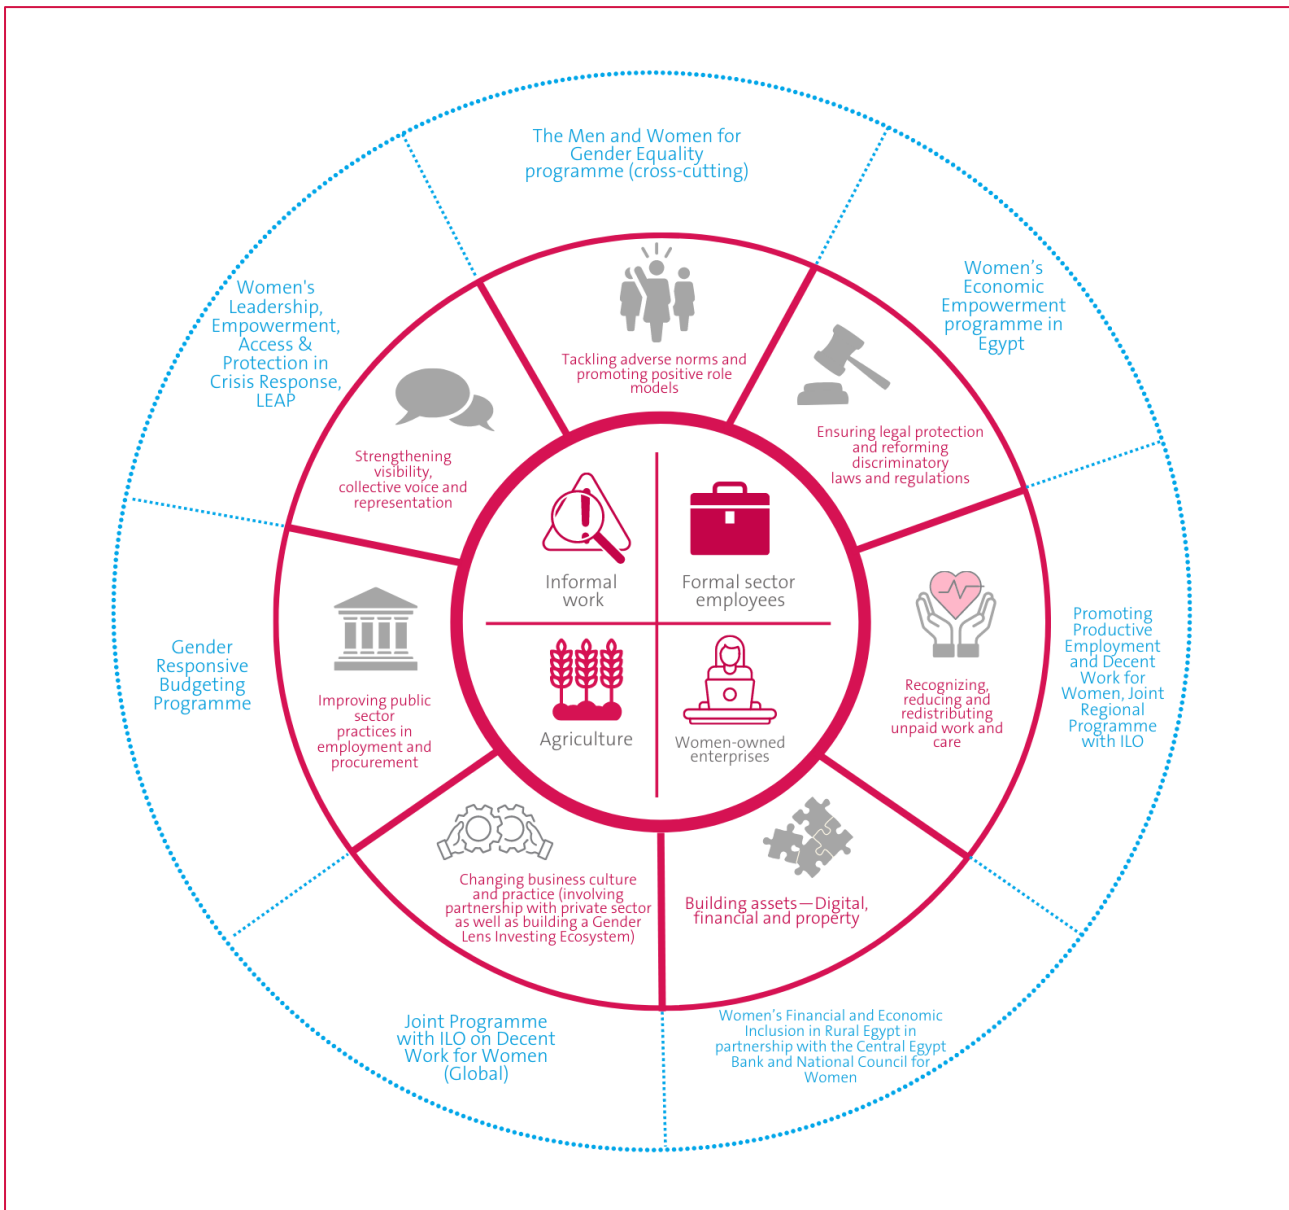 The Men and Women for
Gender Equality
programme (cross-cutting)
Women's
Leadership,
Empowerment,
Access &
Protection in
Crisis Response,
LEAP
Women’s
Economic
Empowerment
programme in
Egypt
Tackling adverse norms and
promoting positive role
models
Strengthening
visibility,
collective voice and
representation
Ensuring legal protection
and reforming
discriminatory
laws and regulations
Informal
work
Formal sector
employees
Agriculture
Women-owned
enterprises
Gender
Responsive
Budgeting
Programme
Improving public
sector
practices in
employment and
procurement
Recognizing,
reducing and
redistributing
unpaid work and
care
Promoting
Productive
Employment
and Decent
Work for
Women, Joint
Regional
Programme
with ILO
Changing business culture
and practice (involving
partnership with private sector
as well as building a Gender
Lens Investing Ecosystem)
Building assets—Digital,
financial and property
Joint Programme
with ILO on Decent
Work for Women
(Global)
Women’s Financial and Economic
Inclusion in Rural Egypt in
partnership with the Central Egypt
Bank and National Council for
Women